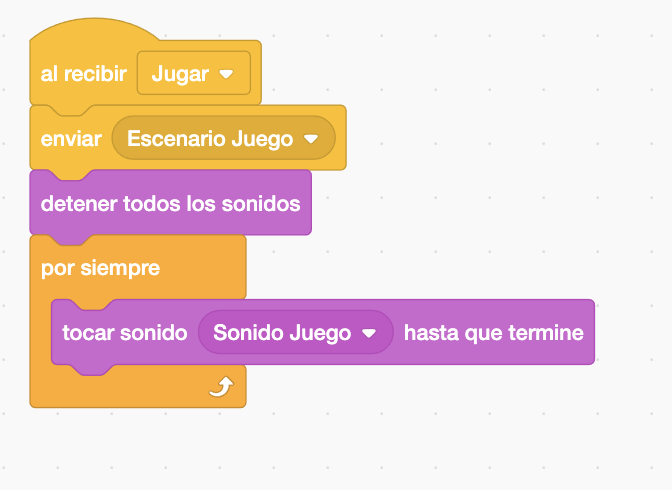 al recibir Jugar
enviar Escenario Juego
detener todos los sonidos
por siempre
tocar sonido Sonido Juego hasta que termine